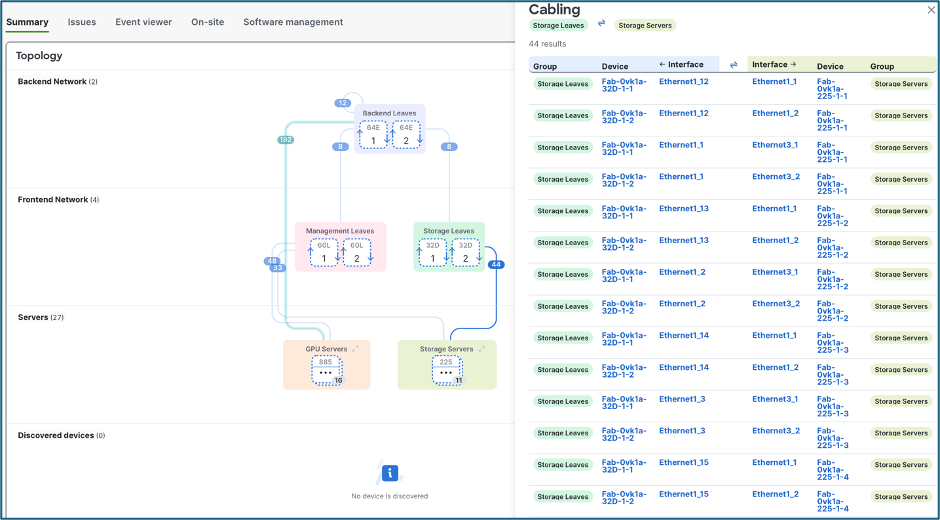 Summary Issues Event viewer On-site Software management
Topology
Backend Network (2)
12
Backend Leaves
64E 64E
1 2
192
8 8
Frontend Network (4)
Management Leaves
60L 60L
1 2
Storage Leaves
32D 32D
1 2
48
33
44
Servers (27)
GPU Servers
885
•••
16
Storage Servers
225
•••
11
Discovered devices (0)
i
No device is discovered
Cabling
Storage Leaves ⇌ Storage Servers
44 results
Group Device ← Interface ⇌ Interface → Device Group
Storage Leaves Fab-0vk1a-32D-1-1 Ethernet1_12 Ethernet1_1 Fab-0vk1a-225-1-1 Storage Servers
Storage Leaves Fab-0vk1a-32D-1-2 Ethernet1_12 Ethernet1_2 Fab-0vk1a-225-1-1 Storage Servers
Storage Leaves Fab-0vk1a-32D-1-1 Ethernet1_1 Ethernet3_1 Fab-0vk1a-225-1-1 Storage Servers
Storage Leaves Fab-0vk1a-32D-1-2 Ethernet1_1 Ethernet3_2 Fab-0vk1a-225-1-1 Storage Servers
Storage Leaves Fab-0vk1a-32D-1-1 Ethernet1_13 Ethernet1_1 Fab-0vk1a-225-1-2 Storage Servers
Storage Leaves Fab-0vk1a-32D-1-2 Ethernet1_13 Ethernet1_2 Fab-0vk1a-225-1-2 Storage Servers
Storage Leaves Fab-0vk1a-32D-1-1 Ethernet1_2 Ethernet3_1 Fab-0vk1a-225-1-2 Storage Servers
Storage Leaves Fab-0vk1a-32D-1-2 Ethernet1_2 Ethernet3_2 Fab-0vk1a-225-1-2 Storage Servers
Storage Leaves Fab-0vk1a-32D-1-1 Ethernet1_14 Ethernet1_1 Fab-0vk1a-225-1-3 Storage Servers
Storage Leaves Fab-0vk1a-32D-1-2 Ethernet1_14 Ethernet1_2 Fab-0vk1a-225-1-3 Storage Servers
Storage Leaves Fab-0vk1a-32D-1-1 Ethernet1_3 Ethernet3_1 Fab-0vk1a-225-1-3 Storage Servers
Storage Leaves Fab-0vk1a-32D-1-2 Ethernet1_3 Ethernet3_2 Fab-0vk1a-225-1-3 Storage Servers
Storage Leaves Fab-0vk1a-32D-1-1 Ethernet1_15 Ethernet1_1 Fab-0vk1a-225-1-4 Storage Servers
Storage Leaves Fab-0vk1a-32D-1-2 Ethernet1_15 Ethernet1_2 Fab-0vk1a-225-1-4 Storage Servers